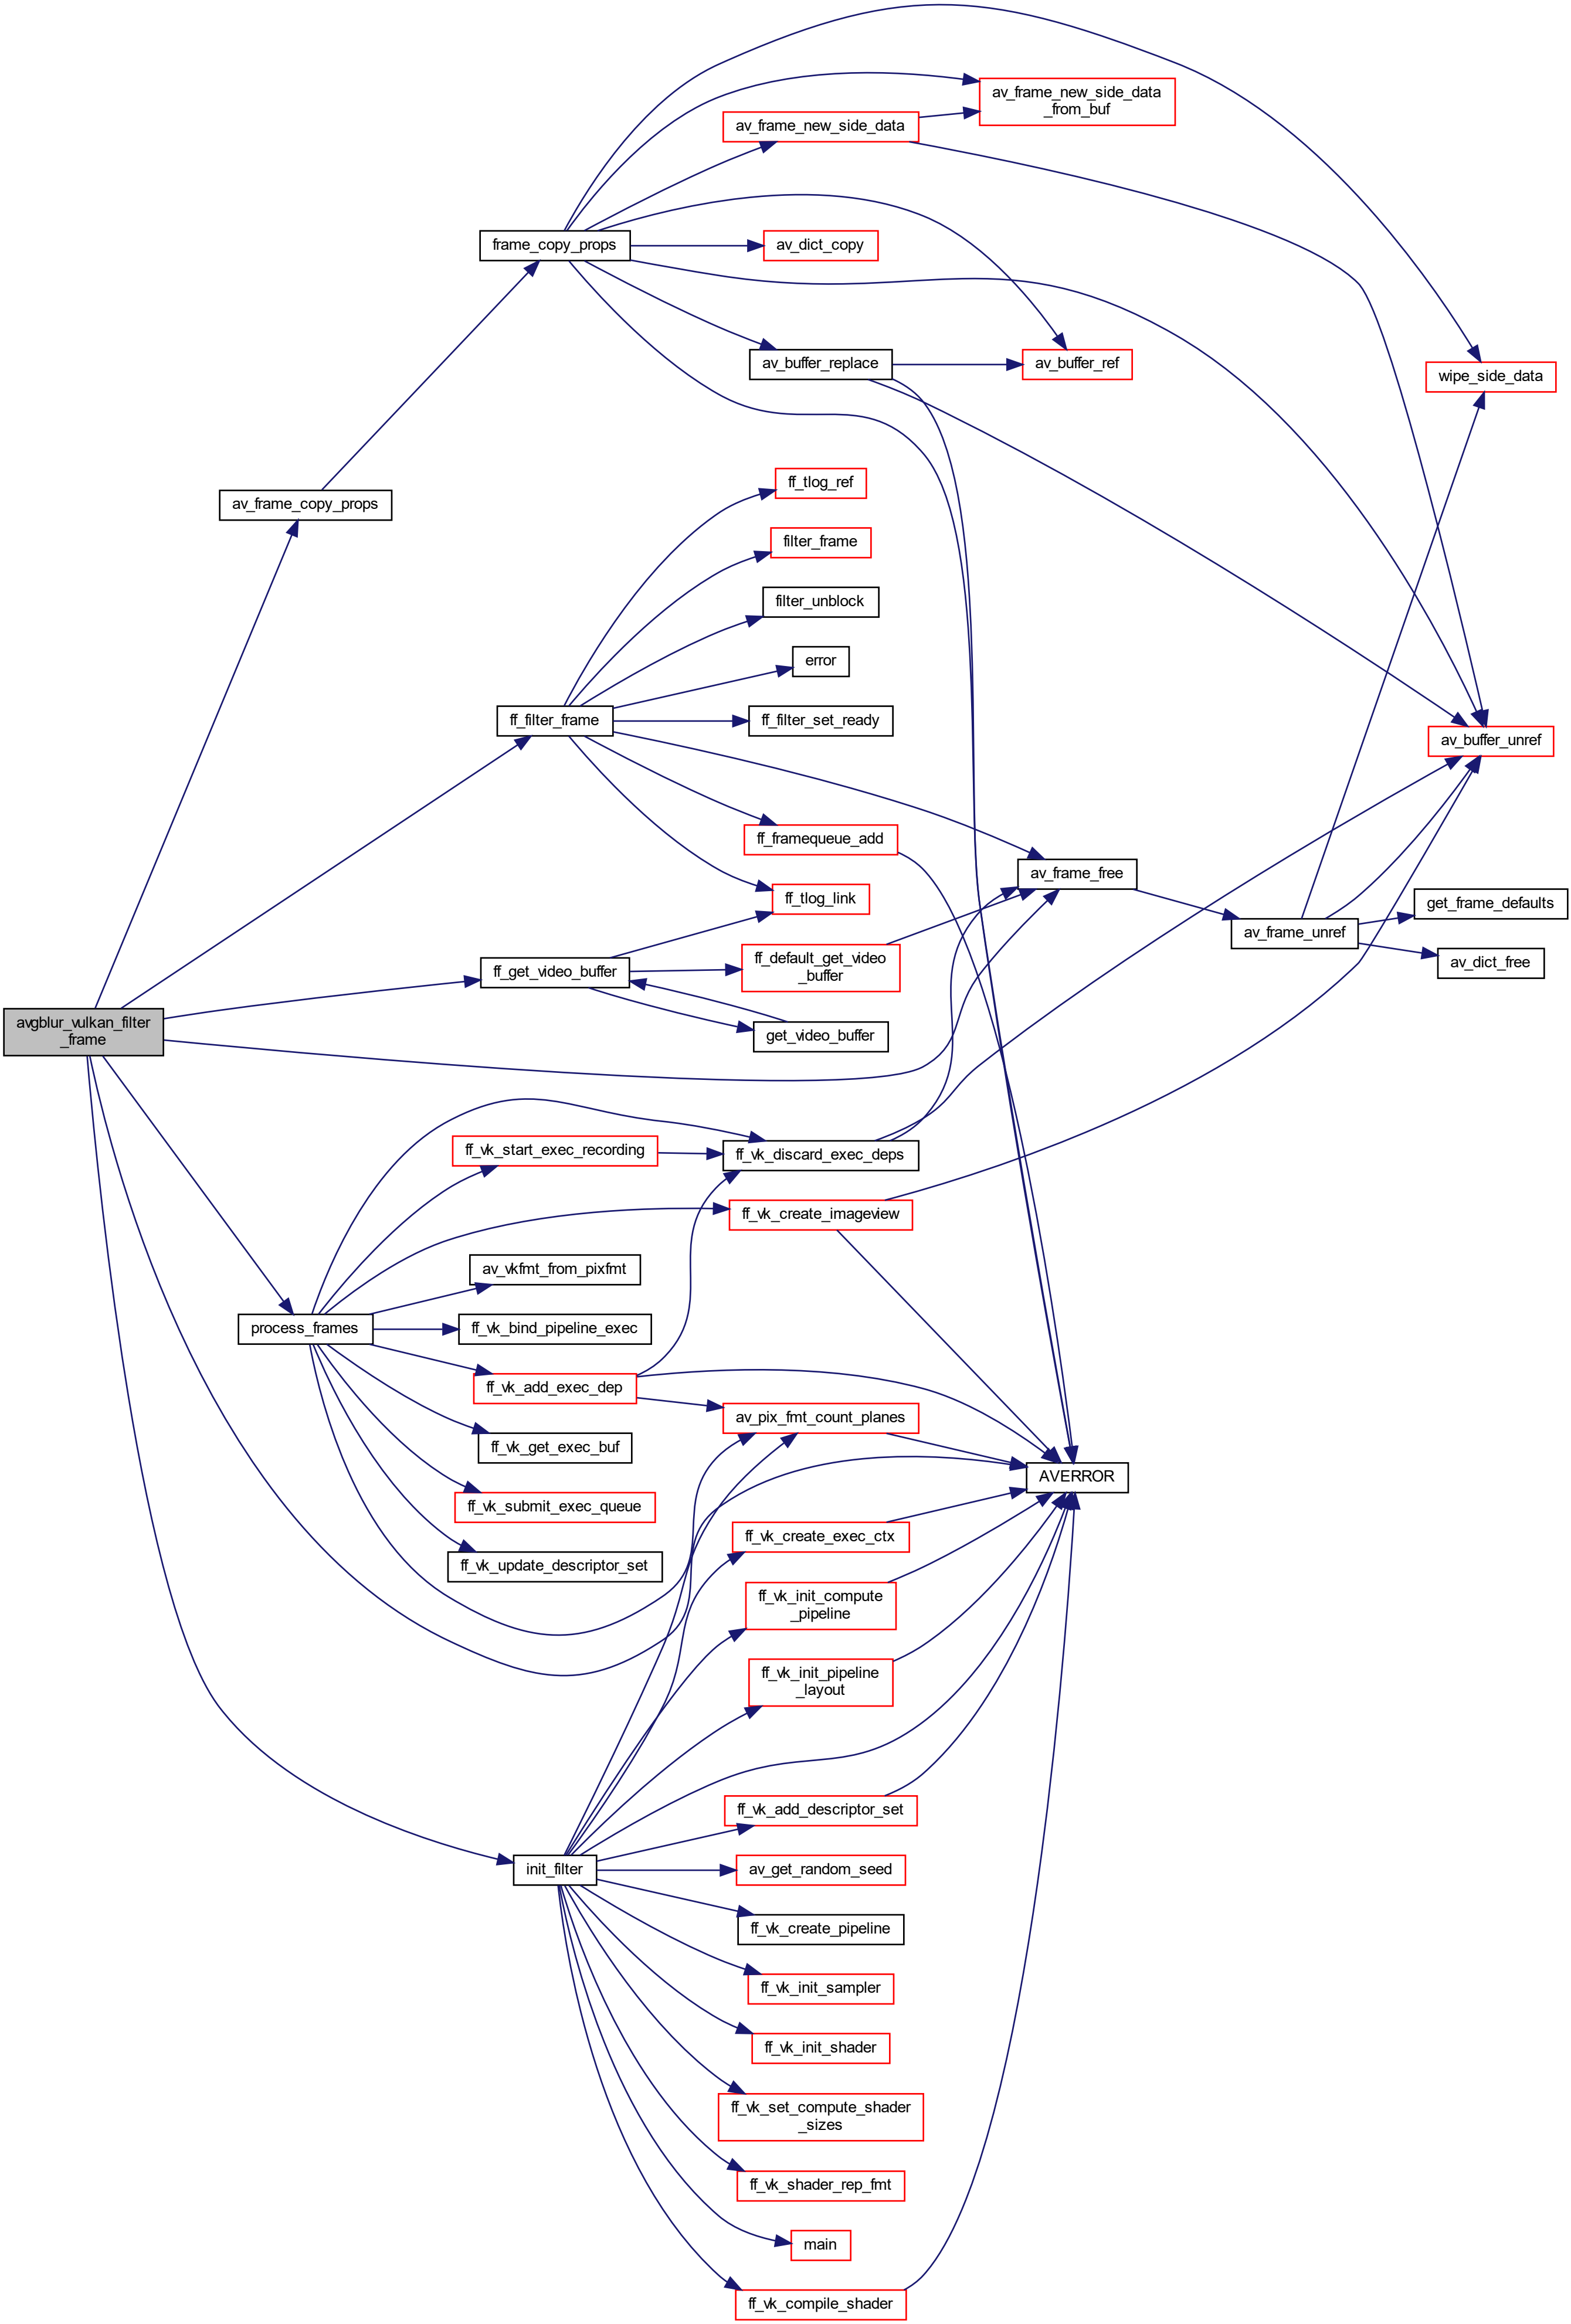 av_frame_new_side_data
_from_buf
av_frame_new_side_data
frame_copy_props
av_dict_copy
av_buffer_replace
av_buffer_ref
wipe_side_data
ff_tlog_ref
av_frame_copy_props
filter_frame
filter_unblock
error
ff_filter_frame
ff_filter_set_ready
av_buffer_unref
ff_framequeue_add
av_frame_free
ff_tlog_link
get_frame_defaults
av_frame_unref
av_dict_free
ff_get_video_buffer
ff_default_get_video
_buffer
avgblur_vulkan_filter
_frame
get_video_buffer
ff_vk_start_exec_recording
ff_vk_discard_exec_deps
ff_vk_create_imageview
av_vkfmt_from_pixfmt
process_frames
ff_vk_bind_pipeline_exec
ff_vk_add_exec_dep
av_pix_fmt_count_planes
ff_vk_get_exec_buf
AVERROR
ff_vk_submit_exec_queue
ff_vk_create_exec_ctx
ff_vk_update_descriptor_set
ff_vk_init_compute
_pipeline
ff_vk_init_pipeline
_layout
ff_vk_add_descriptor_set
init_filter
av_get_random_seed
ff_vk_create_pipeline
ff_vk_init_sampler
ff_vk_init_shader
ff_vk_set_compute_shader
_sizes
ff_vk_shader_rep_fmt
main
ff_vk_compile_shader